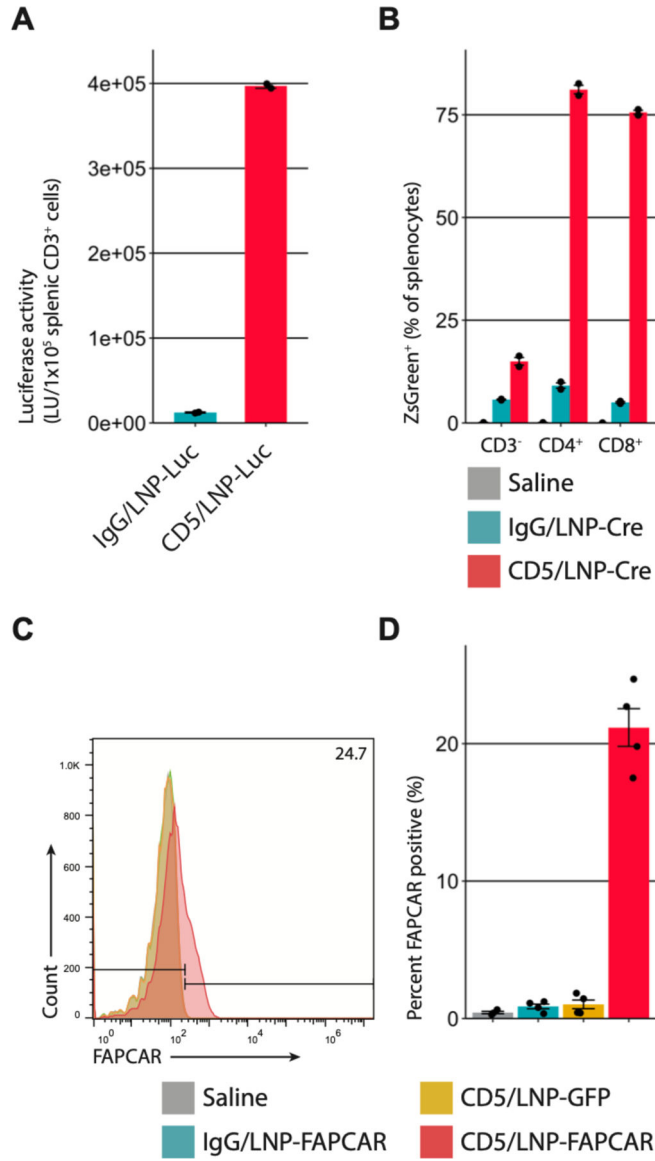 A
Luciferase activity
(LU/1x10⁵ splenic CD3⁺ cells)
4e+05
3e+05
2e+05
1e+05
0e+00
IgG/LNP-Luc
CD5/LNP-Luc
B
ZsGreen⁺ (% of splenocytes)
75
50
25
0
CD3⁻
CD4⁺
CD8⁺
Saline
IgG/LNP-Cre
CD5/LNP-Cre
C
24.7
Count
1.0K
800
600
400
200
0
10⁰
10²
10⁴
10⁶
FAPCAR
D
Percent FAPCAR positive (%)
20
10
0
Saline
CD5/LNP-GFP
IgG/LNP-FAPCAR
CD5/LNP-FAPCAR